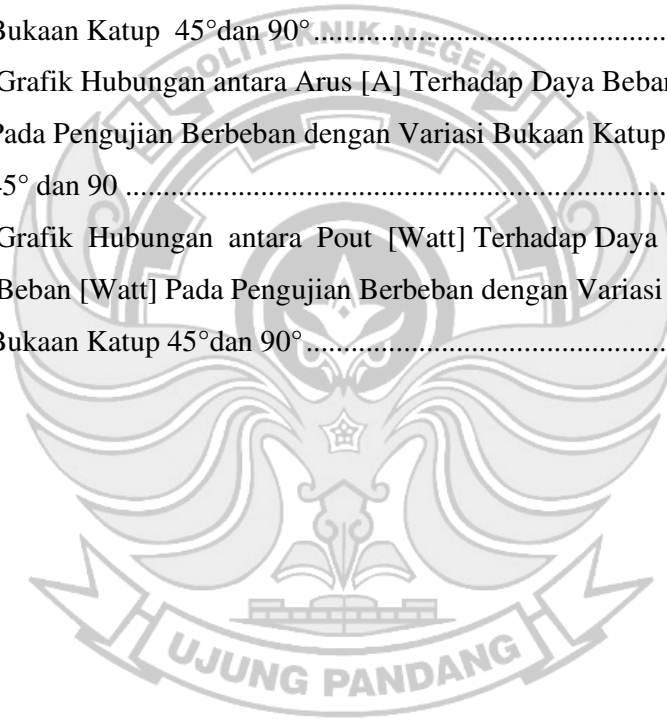 Bukaan Katup 45°dan 90°...............................................
POLITEKNIK NEGERI
Grafik Hubungan antara Arus [A] Terhadap Daya Beban
Pada Pengujian Berbeban dengan Variasi Bukaan Katup
45° dan 90 .........................................................................
Grafik Hubungan antara Pout [Watt] Terhadap Daya
Beban [Watt] Pada Pengujian Berbeban dengan Variasi
Bukaan Katup 45°dan 90°................................................
UJUNG PANDANG